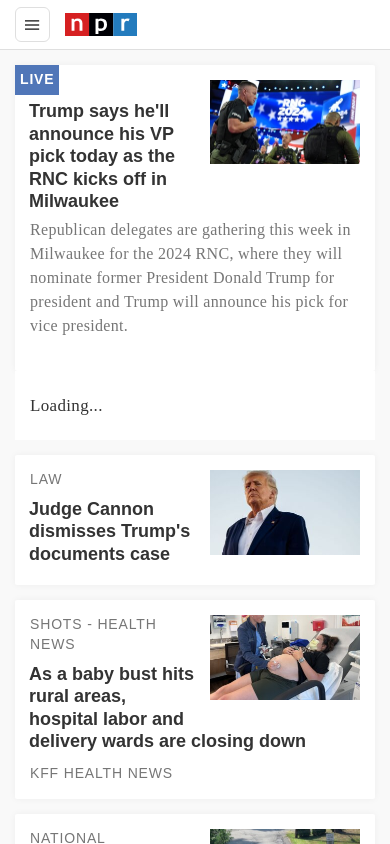 npr
LIVE
Trump says he'll
announce his VP
pick today as the
RNC kicks off in
Milwaukee
RNC
2024
Republican delegates are gathering this week in
Milwaukee for the 2024 RNC, where they will
nominate former President Donald Trump for
president and Trump will announce his pick for
vice president.
Loading...
LAW
Judge Cannon
dismisses Trump's
documents case
SHOTS - HEALTH
NEWS
As a baby bust hits
rural areas,
hospital labor and
delivery wards are closing down
KFF HEALTH NEWS
NATIONAL